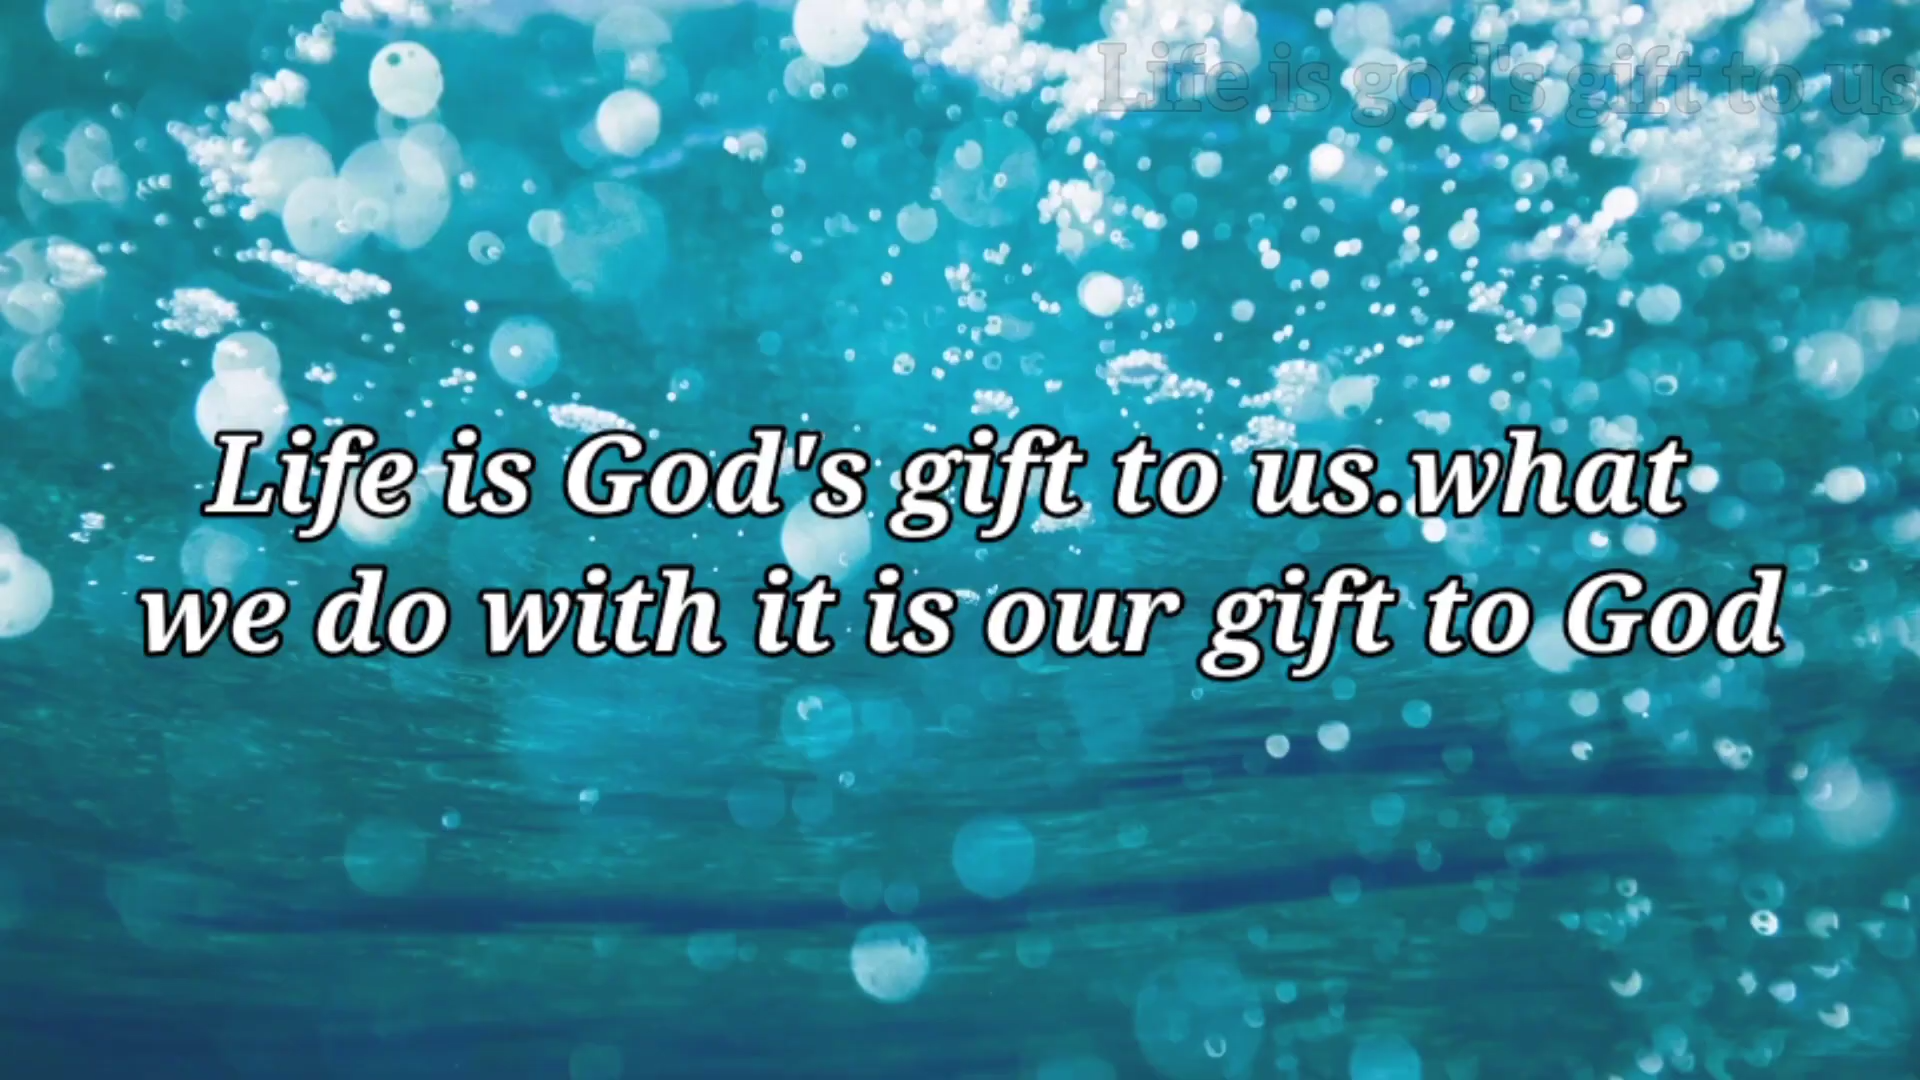 Life is god's gift to us
Life is God's gift to us.what
we do with it is our gift to God